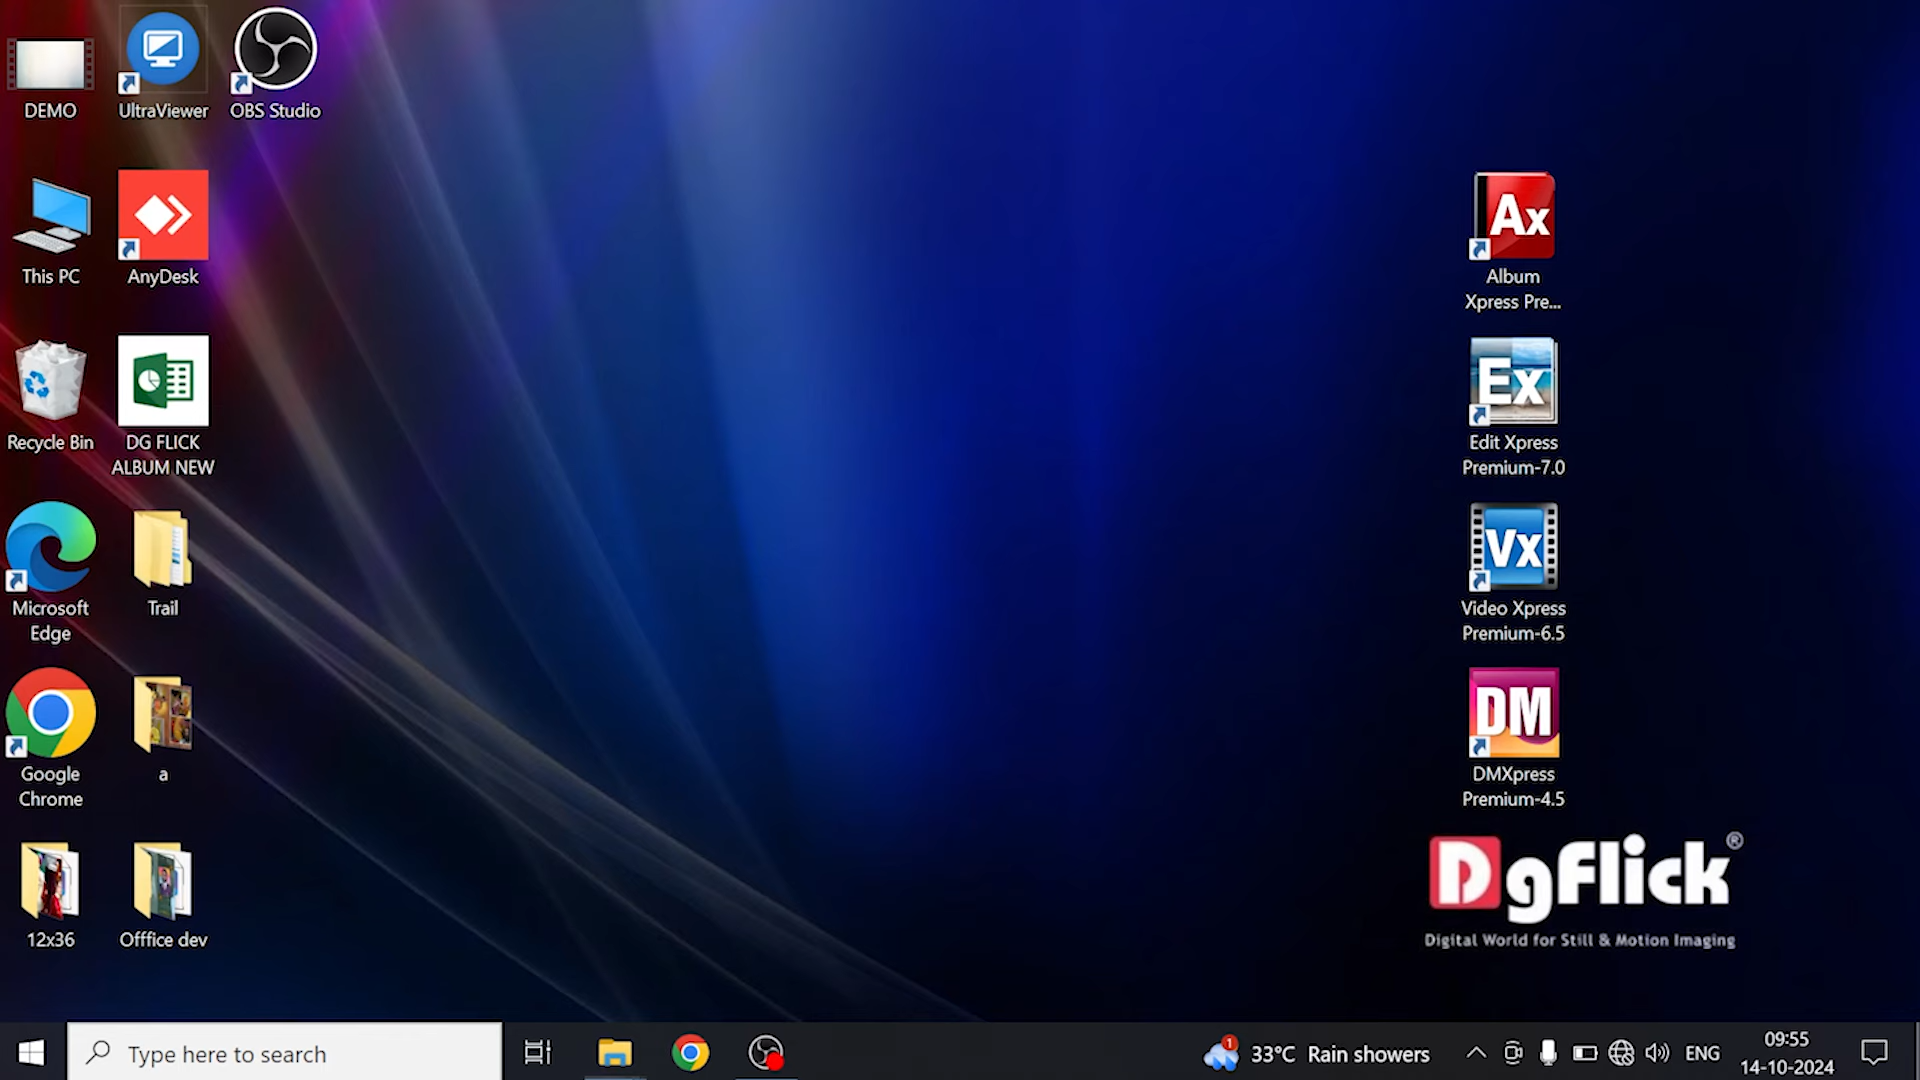 DEMO
UltraViewer
OBS Studio
This PC
AnyDesk
Recycle Bin
DG FLICK
ALBUM NEW
Microsoft
Edge
Trail
Google
Chrome
a
12x36
Offfice dev
Ax
Album
Xpress Pre...
Ex
Edit Xpress
Premium-7.0
Vx
Video Xpress
Premium-6.5
DM
DMXpress
Premium-4.5
DgFlick®
Digital World for Still & Motion Imaging
Type here to search
1
33°C Rain showers
ENG
09:55
14-10-2024